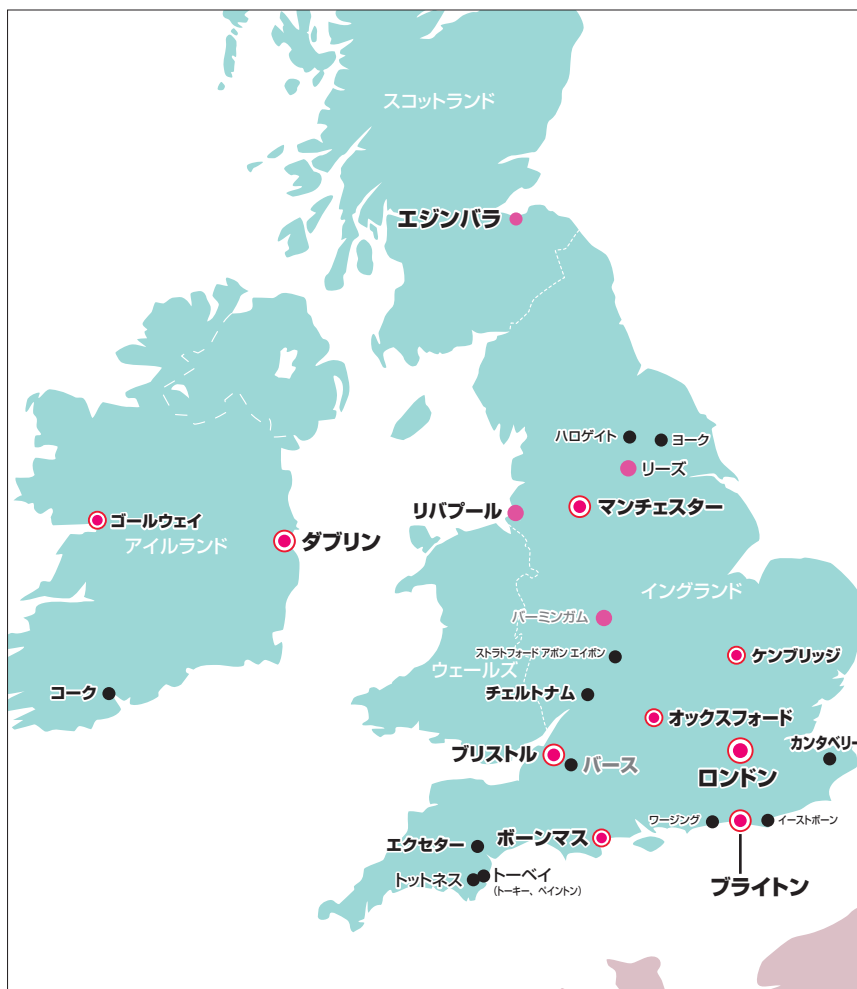 スコットランド
エジンバラ
ハロゲイト
ヨーク
リーズ
リバプール
マンチェスター
ゴールウェイ
アイルランド
ダブリン
イングランド
バーミンガム
ストラトフォード アポン エイボン
ケンブリッジ
ウェールズ
コーク
チェルトナム
オックスフォード
カンタベリー
ブリストル
バース
ロンドン
ワージング
イーストボーン
エクセター
ボーンマス
トットネス
トーベイ
(トーキー、ペイントン)
ブライトン